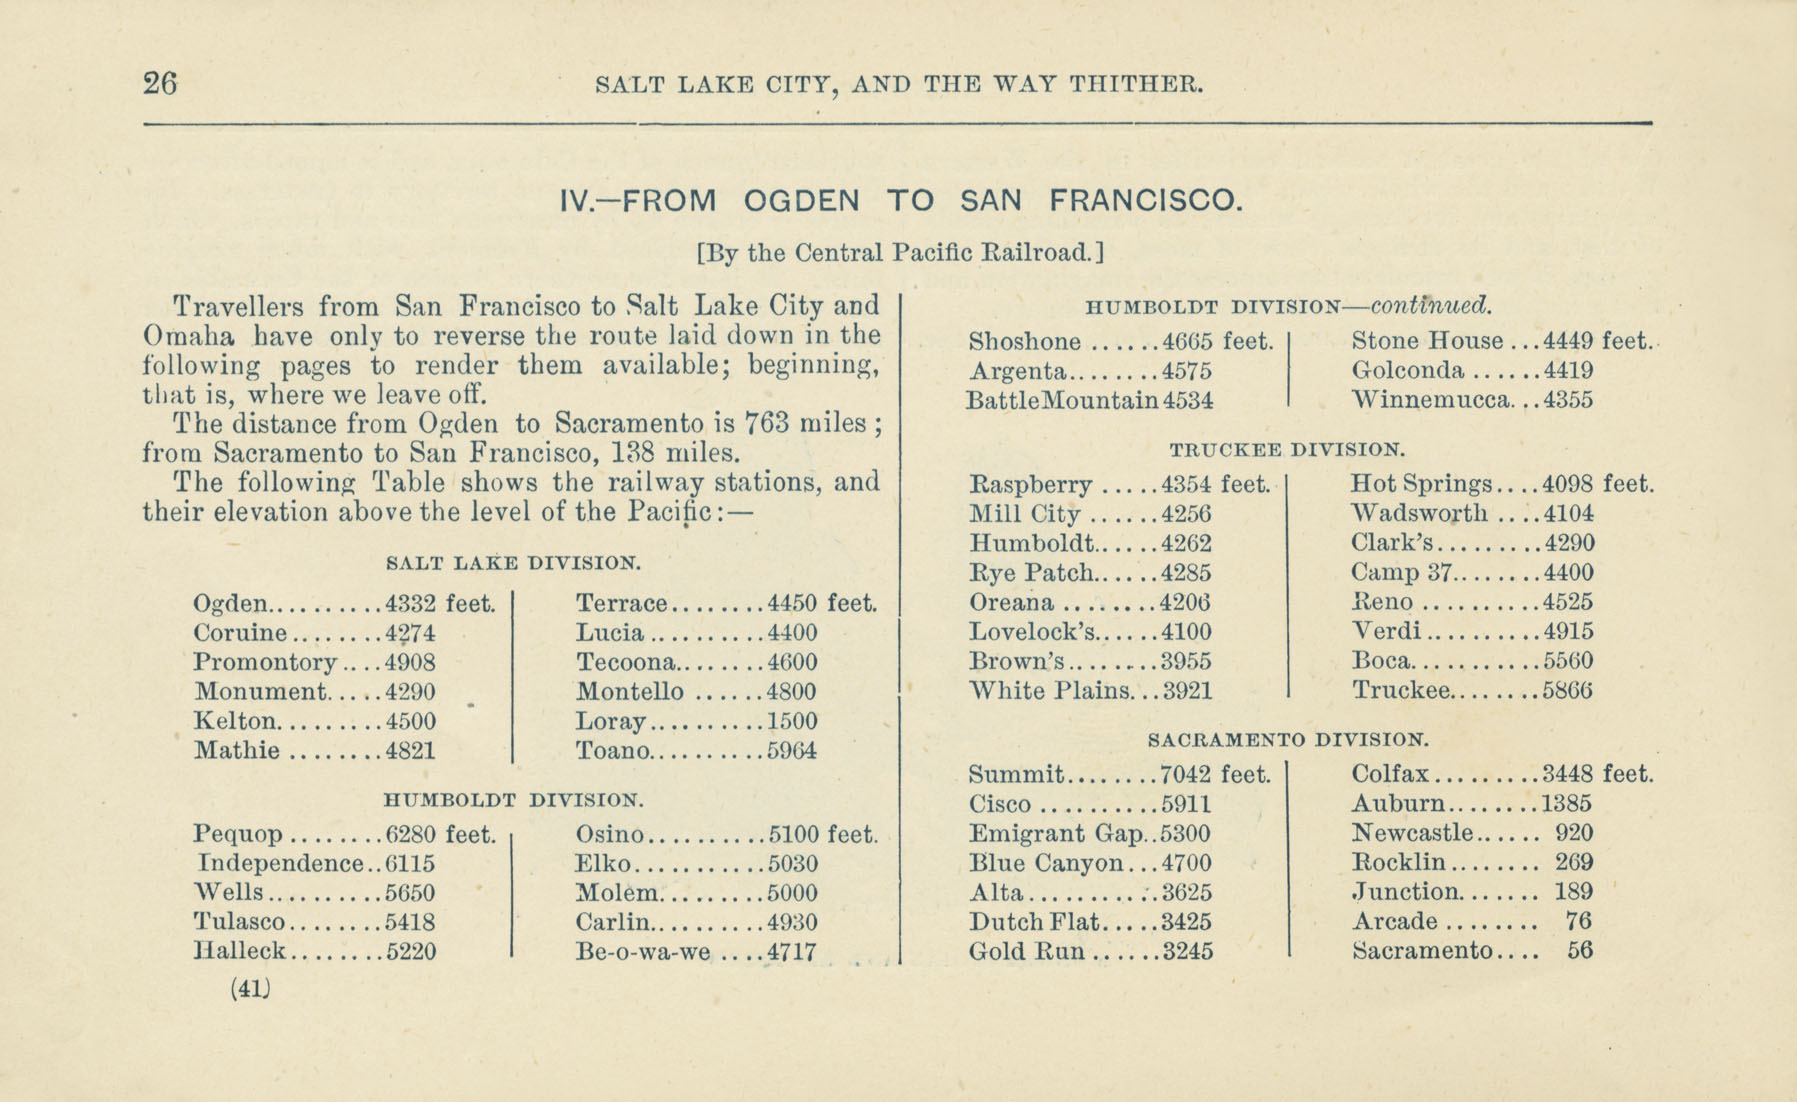 26
SALT LAKE CITY, AND THE WAY THITHER.
IV.—FROM OGDEN TO SAN FRANCISCO.
[By the Central Pacific Railroad.]
Travellers from San Francisco to Salt Lake City and
Omaha have only to reverse the route laid down in the
following pages to render them available; beginning,
that is, where we leave off.
The distance from Ogden to Sacramento is 763 miles;
from Sacramento to San Francisco, 138 miles.
The following Table shows the railway stations, and
their elevation above the level of the Pacific:—
SALT LAKE DIVISION.
Ogden..........4332 feet.
Coruine........4274
Promontory....4908
Monument.....4290
Kelton.........4500
Mathie ........4821
Terrace........4450 feet.
Lucia..........4400
Tecoona........4600
Montello ......4800
Loray..........1500
Toano..........5964
HUMBOLDT DIVISION.
Pequop ........6280 feet.
Independence..6115
Wells..........5650
Tulasco........5418
Halleck........5220
Osino..........5100 feet.
Elko...........5030
Molem.........5000
Carlin..........4930
Be-o-wa-we ....4717
(41)
HUMBOLDT DIVISION—continued.
Shoshone ......4665 feet.
Argenta........4575
BattleMountain4534
Stone House ...4449 feet.
Golconda ......4419
Winnemucca...4355
TRUCKEE DIVISION.
Raspberry .....4354 feet.
Mill City ......4256
Humboldt......4262
Rye Patch......4285
Oreana ........4206
Lovelock's......4100
Brown's........3955
White Plains...3921
Hot Springs....4098 feet.
Wadsworth ....4104
Clark's.........4290
Camp 37........4400
Reno ..........4525
Verdi..........4915
Boca...........5560
Truckee........5866
SACRAMENTO DIVISION.
Summit........7042 feet.
Cisco ..........5911
Emigrant Gap..5300
Blue Canyon...4700
Alta...........3625
Dutch Flat.....3425
Gold Run ......3245
Colfax.........3448 feet.
Auburn........1385
Newcastle...... 920
Rocklin........ 269
Junction....... 189
Arcade ........ 76
Sacramento.... 56